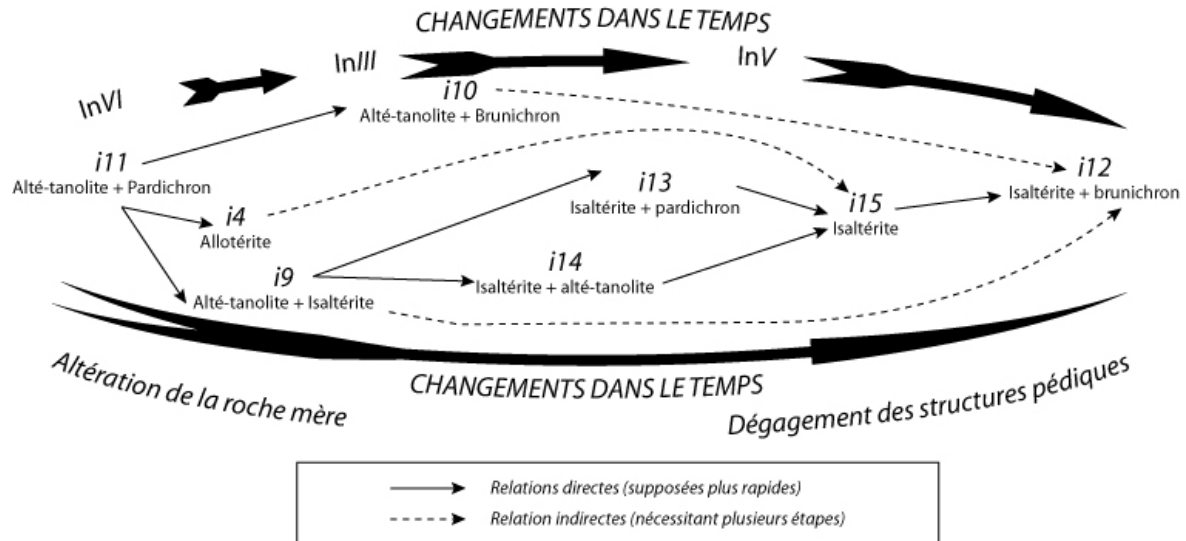 CHANGEMENTS DANS LE TEMPS
InVI
InIII
InV
i10
Alté-tanolite + Brunichron
i11
Alté-tanolite + Pardichron
i12
Isaltérite + brunichron
i13
Isaltérite + pardichron
i15
Isaltérite
i4
Allotérite
i14
Isaltérite + alté-tanolite
i9
Alté-tanolite + Isaltérite
Altération de la roche mère
CHANGEMENTS DANS LE TEMPS
Dégagement des structures pédiques
Relations directes (supposées plus rapides)
Relation indirectes (nécessitant plusieurs étapes)